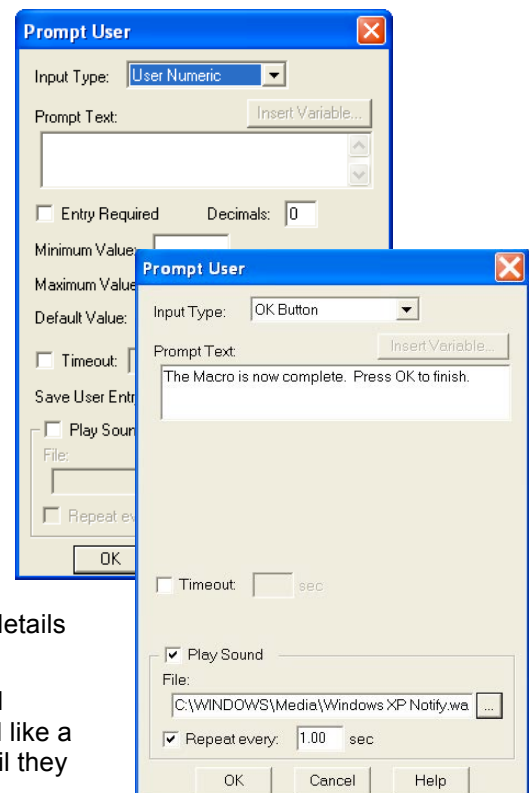 Prompt User
Input Type: User Numeric
Prompt Text: Insert Variable...
Entry Required Decimals: 0
Minimum Value:
Maximum Value
Default Value:
Timeout:
Save User Entr
Play Soun
File:
Repeat ev
OK
Prompt User
Input Type: OK Button
Prompt Text: Insert Variable...
The Macro is now complete. Press OK to finish.
Timeout: sec
Play Sound
File:
C:\WINDOWS\Media\Windows XP Notify.wa ...
Repeat every: 1.00 sec
OK Cancel Help
details
like a
they